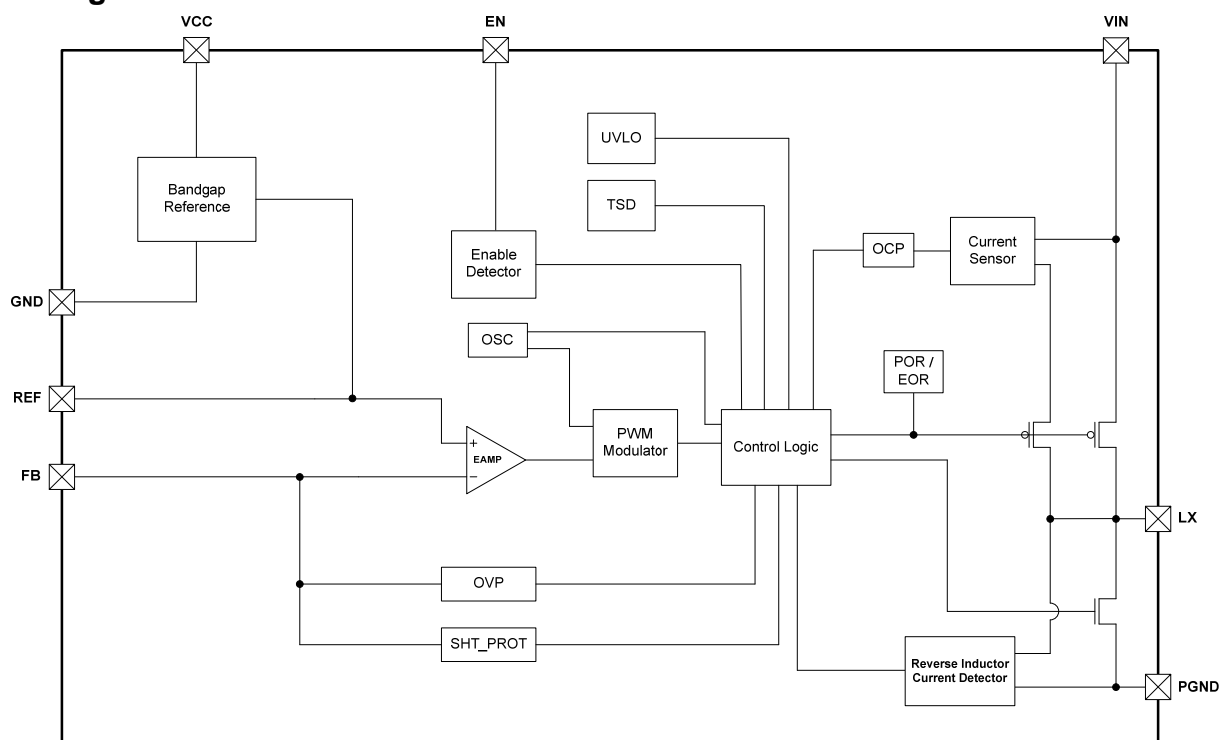 VCC
EN
VIN
UVLO
Bandgap
Reference
TSD
Enable
Detector
OCP
Current
Sensor
GND
OSC
POR /
EOR
REF
+
EAMP
−
PWM
Modulator
Control Logic
FB
LX
OVP
SHT_PROT
Reverse Inductor
Current Detector
PGND